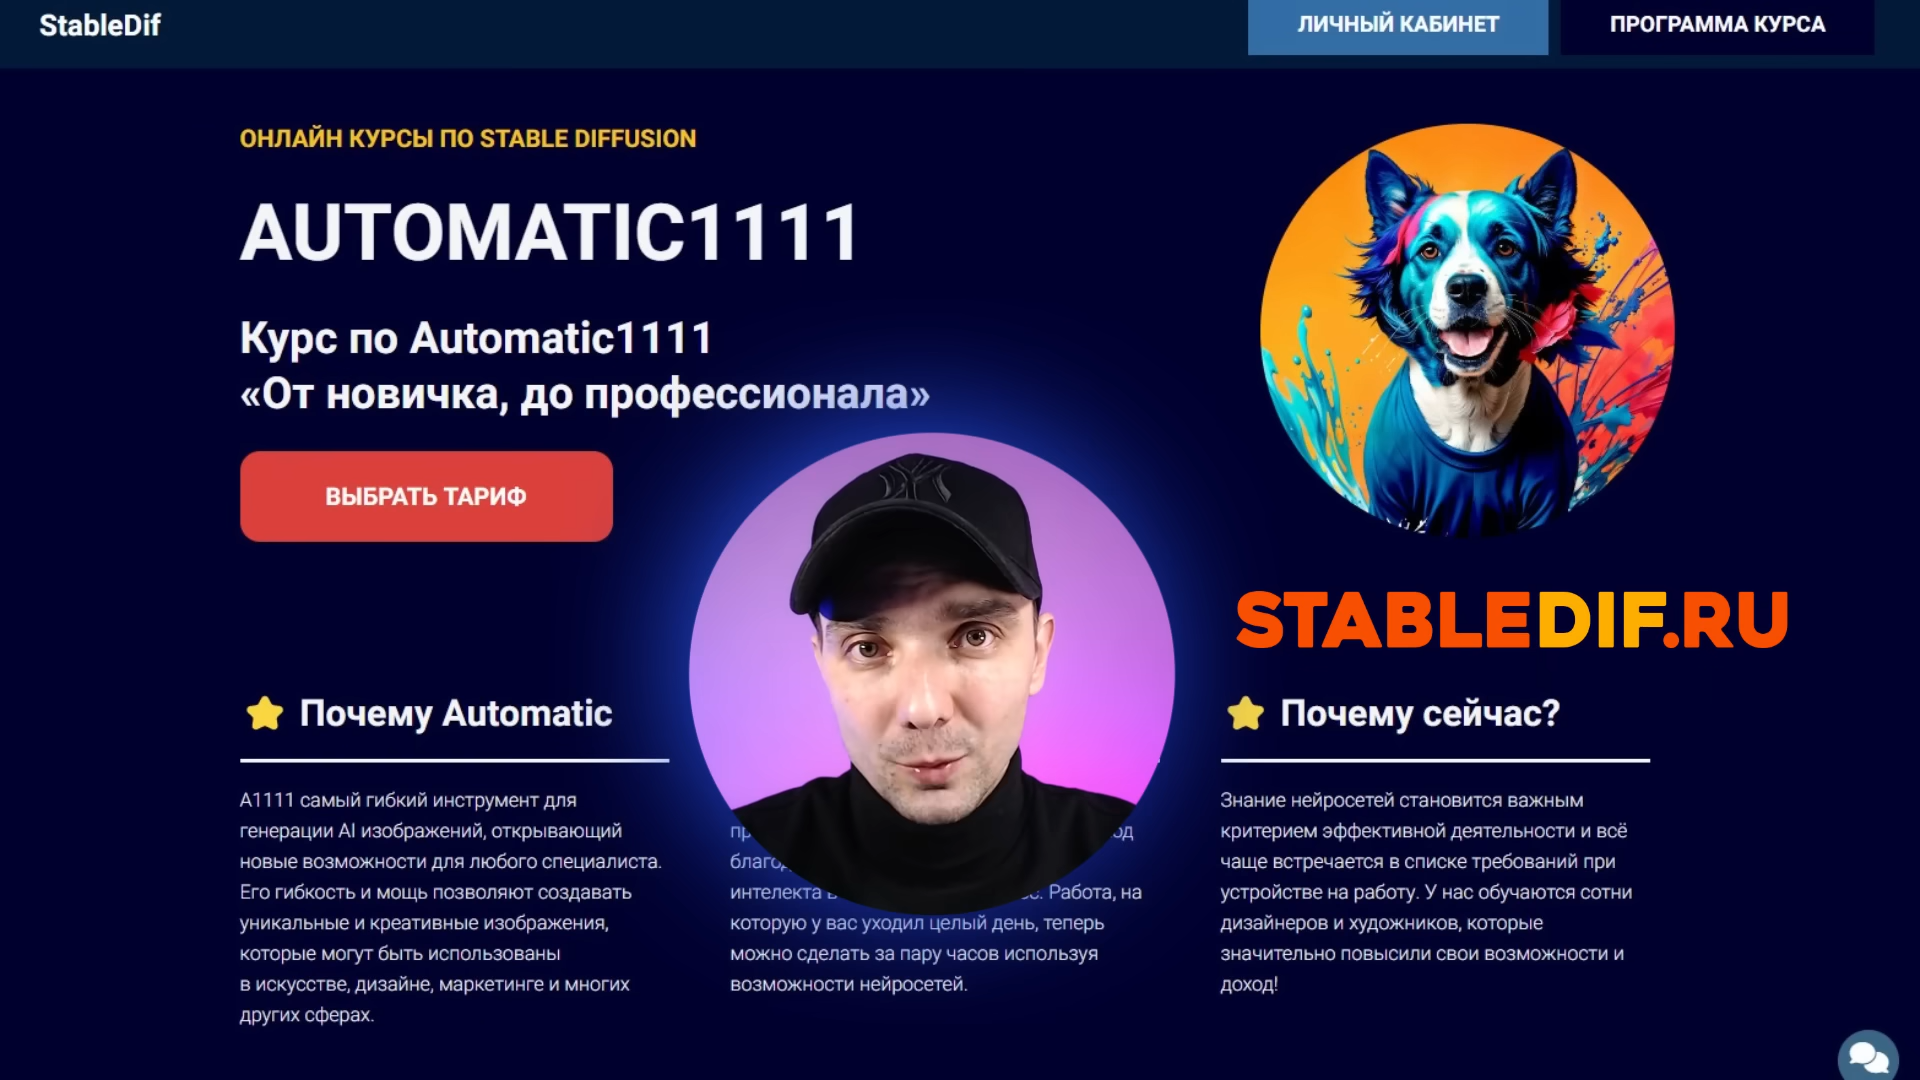 StableDif
ЛИЧНЫЙ КАБИНЕТ
ПРОГРАММА КУРСА
ОНЛАЙН КУРСЫ ПО STABLE DIFFUSION
AUTOMATIC1111
Курс по Automatic1111
«От новичка, до профессионала»
ВЫБРАТЬ ТАРИФ
STABLEDIF.RU
Почему Automatic
A1111 самый гибкий инструмент для
генерации AI изображений, открывающий
новые возможности для любого специалиста.
Его гибкость и мощь позволяют создавать
уникальные и креативные изображения,
которые могут быть использованы
в искусстве, дизайне, маркетинге и многих
других сферах.
интелекта Работа, на
которую у вас уходил целый день, теперь
можно сделать за пару часов используя
возможности нейросетей.
Почему сейчас?
Знание нейросетей становится важным
критерием эффективной деятельности и всё
чаще встречается в списке требований при
устройстве на работу. У нас обучаются сотни
дизайнеров и художников, которые
значительно повысили свои возможности и
доход!